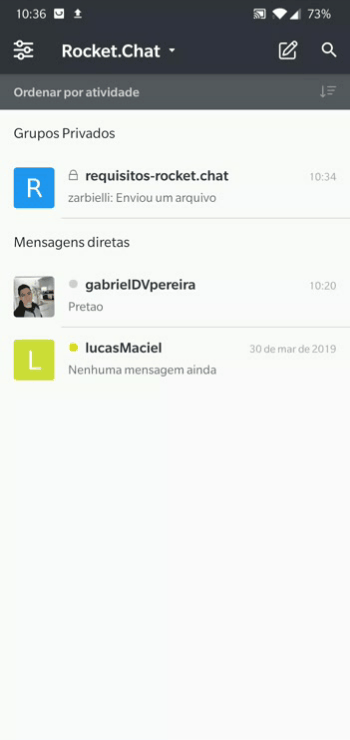 10:36 73%
Rocket.Chat
Ordenar por atividade
Grupos Privados
R requisitos-rocket.chat 10:34
zarbielli: Enviou um arquivo
Mensagens diretas
gabrielDVpereira 10:20
Pretao
L lucasMaciel 30 de mar de 2019
Nenhuma mensagem ainda